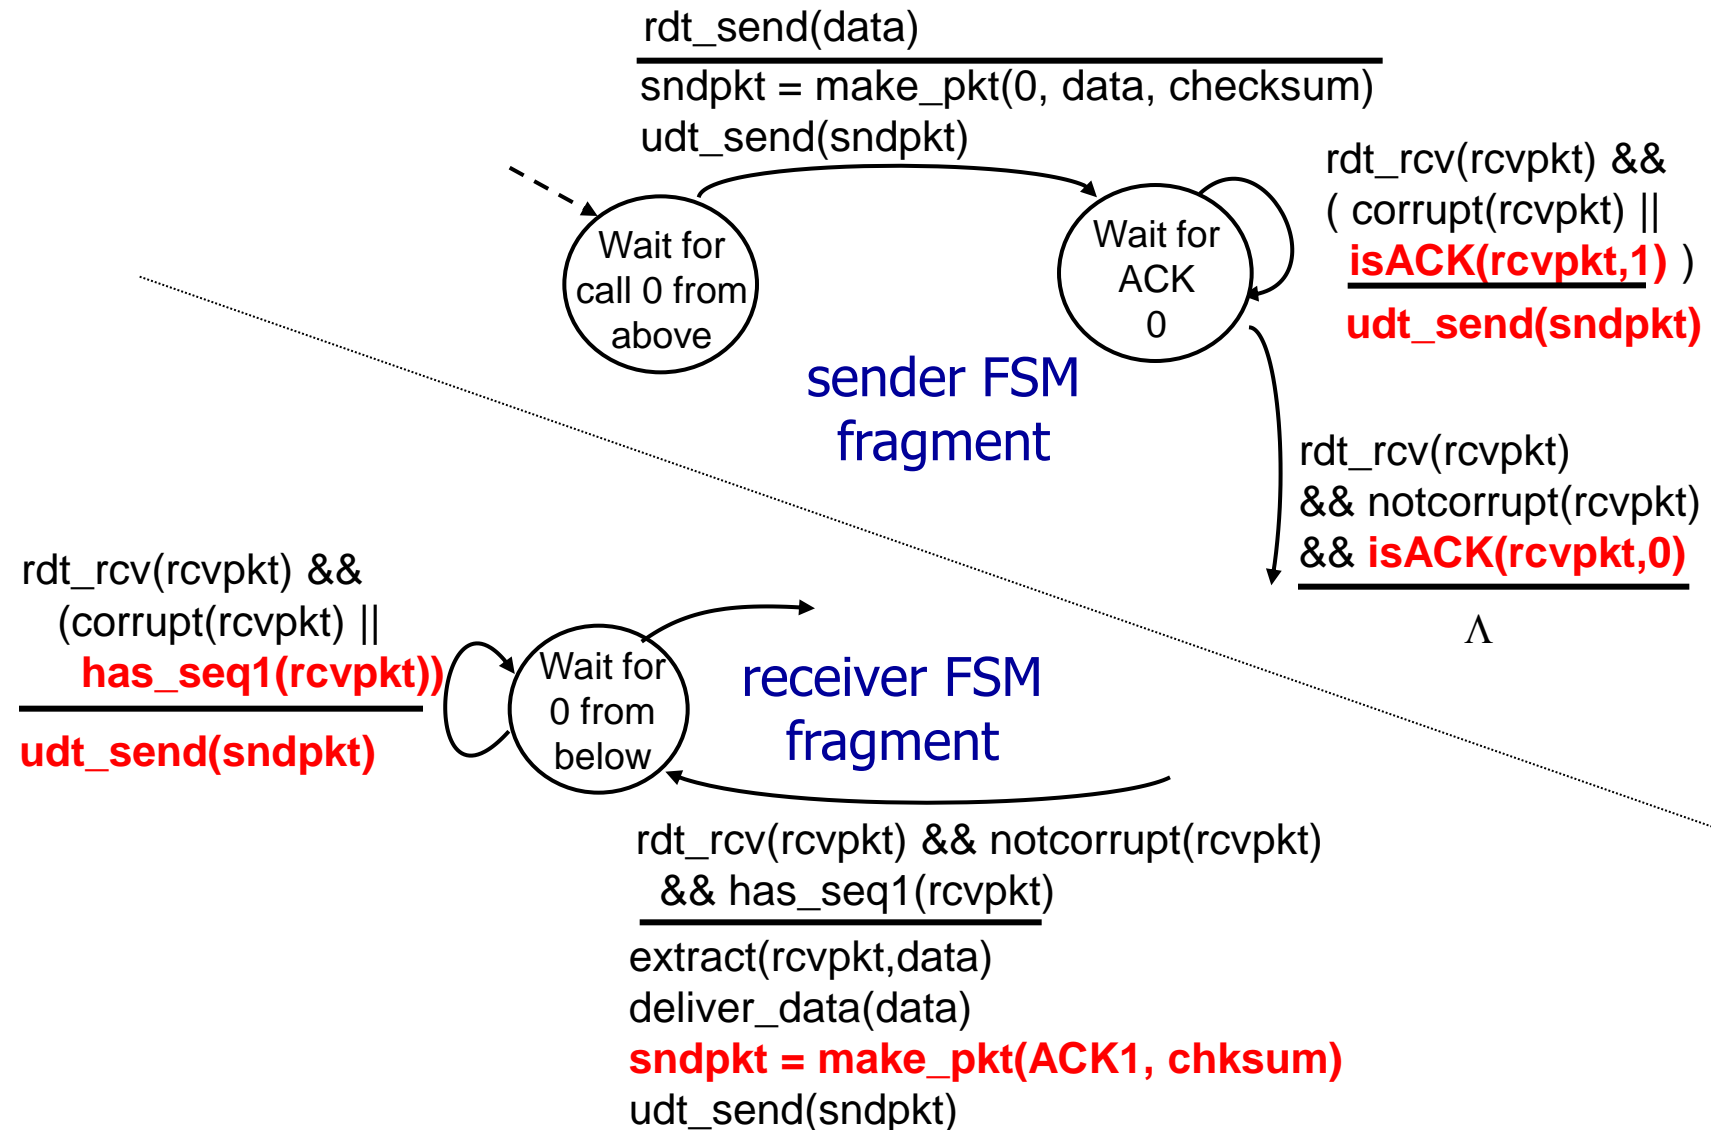 rdt_send(data)
sndpkt = make_pkt(0, data, checksum)
udt_send(sndpkt)
Wait for
call 0 from
above
Wait for
ACK
0
rdt_rcv(rcvpkt) &&
( corrupt(rcvpkt) ||
isACK(rcvpkt,1) )
udt_send(sndpkt)
sender FSM
fragment
rdt_rcv(rcvpkt)
&& notcorrupt(rcvpkt)
&& isACK(rcvpkt,0)
Λ
rdt_rcv(rcvpkt) &&
(corrupt(rcvpkt) ||
has_seq1(rcvpkt))
udt_send(sndpkt)
Wait for
0 from
below
receiver FSM
fragment
rdt_rcv(rcvpkt) && notcorrupt(rcvpkt)
&& has_seq1(rcvpkt)
extract(rcvpkt,data)
deliver_data(data)
sndpkt = make_pkt(ACK1, chksum)
udt_send(sndpkt)